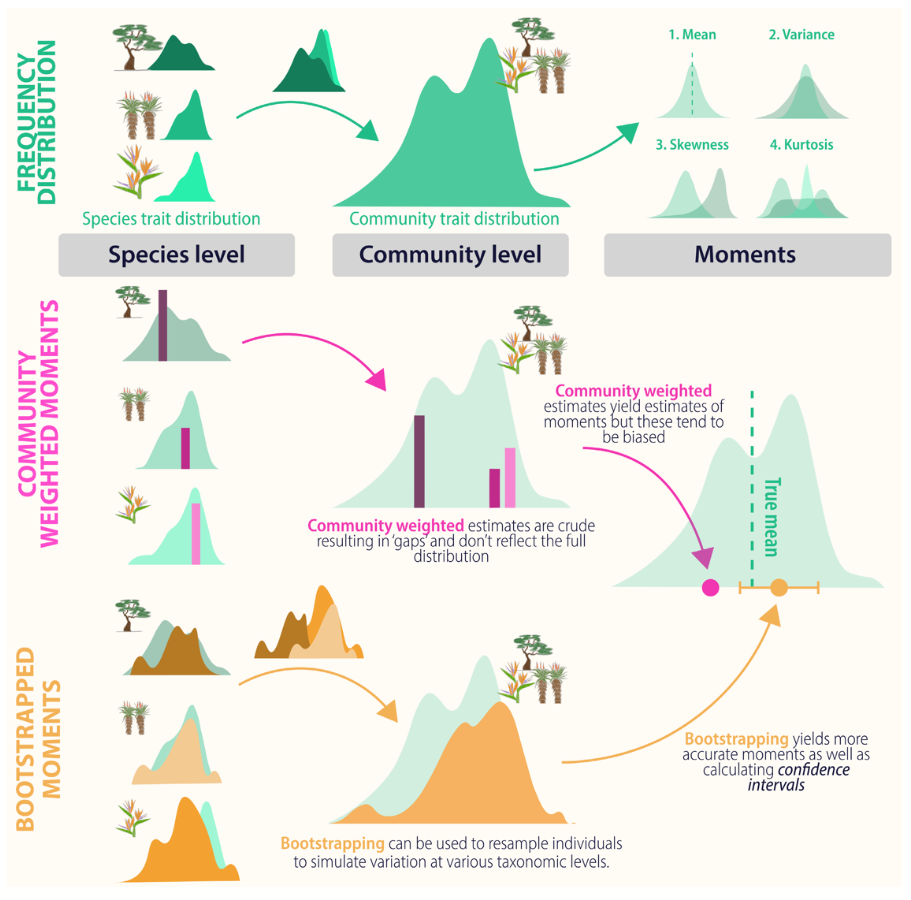 FREQUENCY
DISTRIBUTION
1. Mean
2. Variance
3. Skewness
4. Kurtosis
Species trait distribution
Community trait distribution
Species level
Community level
Moments
COMMUNITY
WEIGHTED MOMENTS
Community weighted
estimates yield estimates of
moments but these tend to
be biased
True mean
Community weighted estimates are crude
resulting in 'gaps' and don't reflect the full
distribution
BOOTSTRAPPED
MOMENTS
Bootstrapping yields more
accurate moments as well as
calculating confidence
intervals
Bootstrapping can be used to resample individuals
to simulate variation at various taxonomic levels.